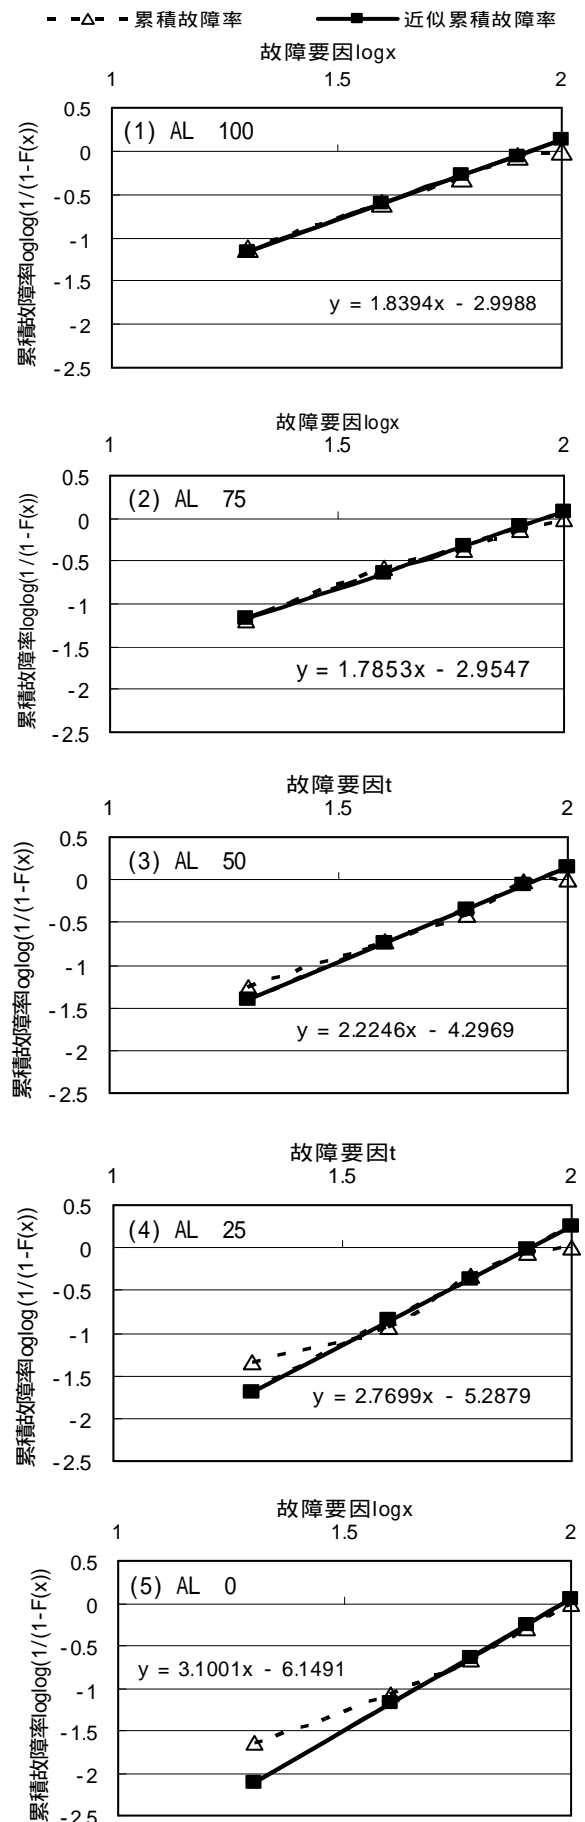 累積故障率 近似累積故障率
故障要因logx
1 1.5 2
累積故障率loglog(1/(1-F(x))
0.5
0
-0.5
-1
-1.5
-2
-2.5
(1) AL 100
y = 1.8394x - 2.9988
故障要因logx
1 1.5 2
累積故障率loglog(1/(1-F(x))
0.5
0
-0.5
-1
-1.5
-2
-2.5
(2) AL 75
y = 1.7853x - 2.9547
故障要因t
1 1.5 2
累積故障率loglog(1/(1-F(x))
0.5
0
-0.5
-1
-1.5
-2
-2.5
(3) AL 50
y = 2.2246x - 4.2969
故障要因t
1 1.5 2
累積故障率loglog(1/(1-F(x))
0.5
0
-0.5
-1
-1.5
-2
-2.5
(4) AL 25
y = 2.7699x - 5.2879
故障要因logx
1 1.5 2
累積故障率loglog(1/(1-F(x))
0.5
0
-0.5
-1
-1.5
-2
-2.5
(5) AL 0
y = 3.1001x - 6.1491